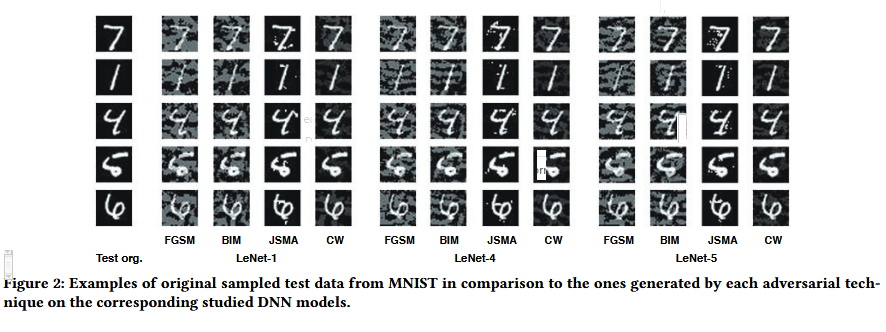 FGSM BIM JSMA CW FGSM BIM JSMA CW FGSM BIM JSMA CW
Test org. LeNet-1 LeNet-4 LeNet-5
Figure 2: Examples of original sampled test data from MNIST in comparison to the ones generated by each adversarial tech-
nique on the corresponding studied DNN models.